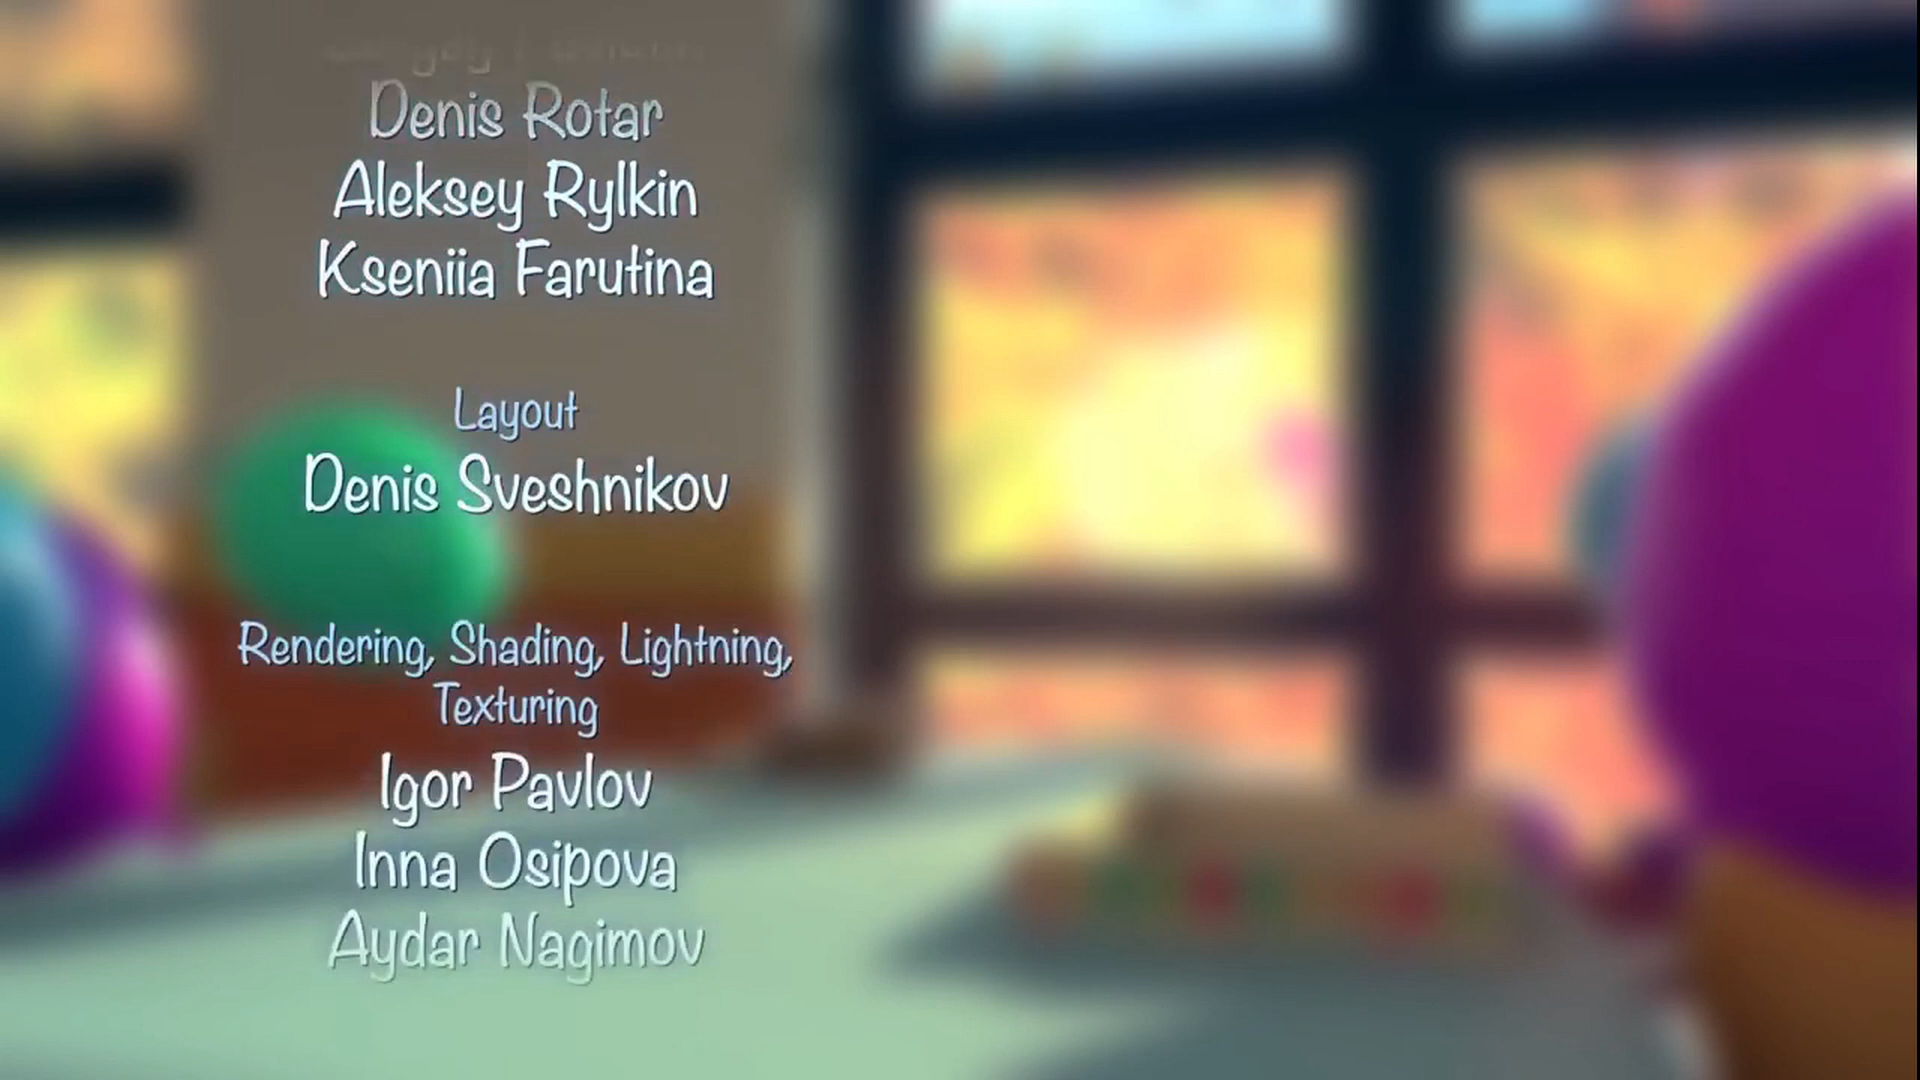 Denis Rotar
Aleksey Rylkin
Kseniia Farutina
Layout
Denis Sveshnikov
Rendering, Shading, Lightning,
Texturing
Igor Pavlov
Inna Osipova
Aydar Nagimov